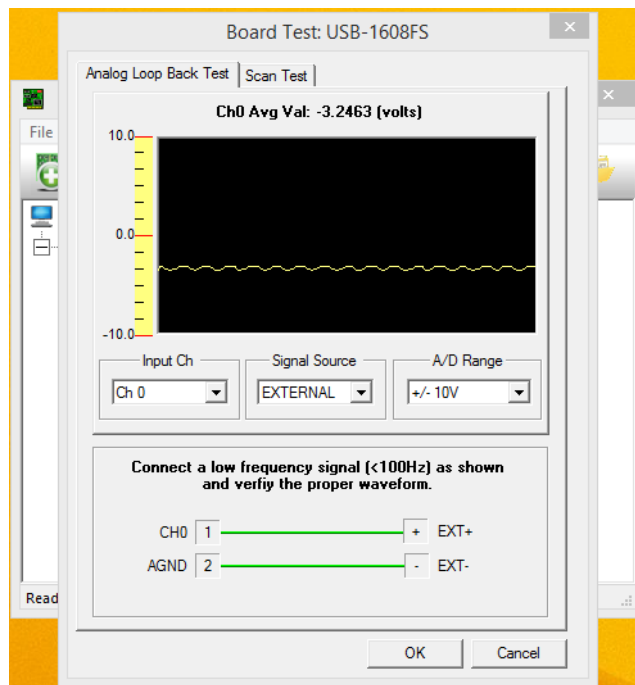 Board Test: USB-1608FS
Analog Loop Back Test Scan Test
File
Ch0 Avg Val: -3.2463 (volts)
10.0
0.0
-10.0
Input Ch Signal Source A/D Range
Ch 0 EXTERNAL +/- 10V
Connect a low frequency signal (<100Hz) as shown
and verfiy the proper waveform.
CH0 1 + EXT+
AGND 2 - EXT-
Read
OK Cancel